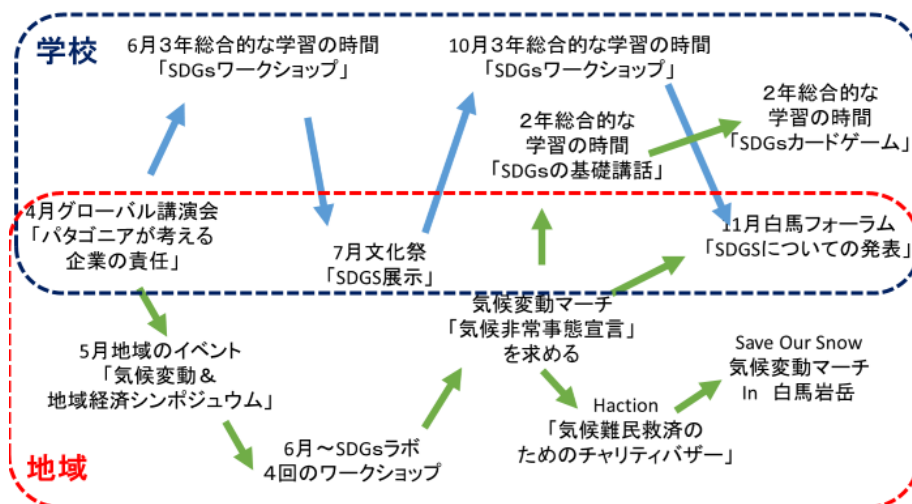 学校
6月3年総合的な学習の時間
「SDGsワークショップ」
10月3年総合的な学習の時間
「SDGsワークショップ」
2年総合的な
学習の時間
「SDGsの基礎講話」
2年総合的な
学習の時間
「SDGsカードゲーム」
4月グローバル講演会
「パタゴニアが考える
企業の責任」
7月文化祭
「SDGS展示」
11月白馬フォーラム
「SDGSについての発表」
気候変動マーチ
「気候非常事態宣言」
を求める
5月地域のイベント
「気候変動&
地域経済シンポジュウム」
6月～SDGsラボ
4回のワークショップ
Haction
「気候難民救済の
ためのチャリティバザー」
Save Our Snow
気候変動マーチ
In 白馬岩岳
地域